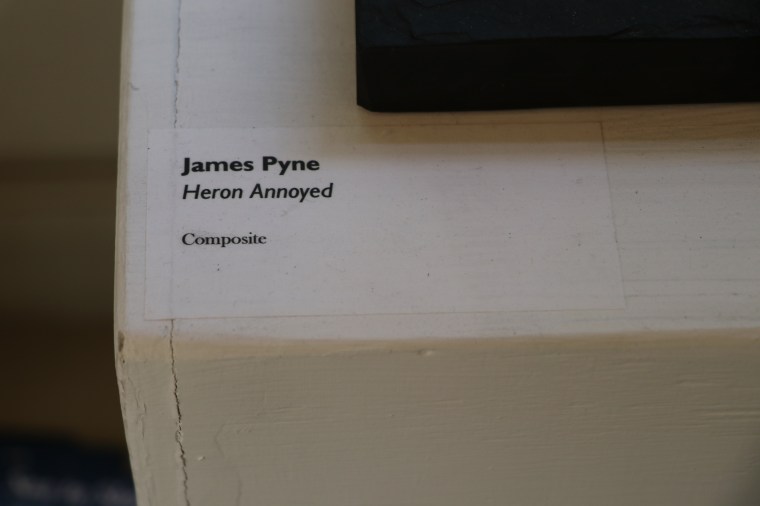 James Pyne
Heron Annoyed
Composite